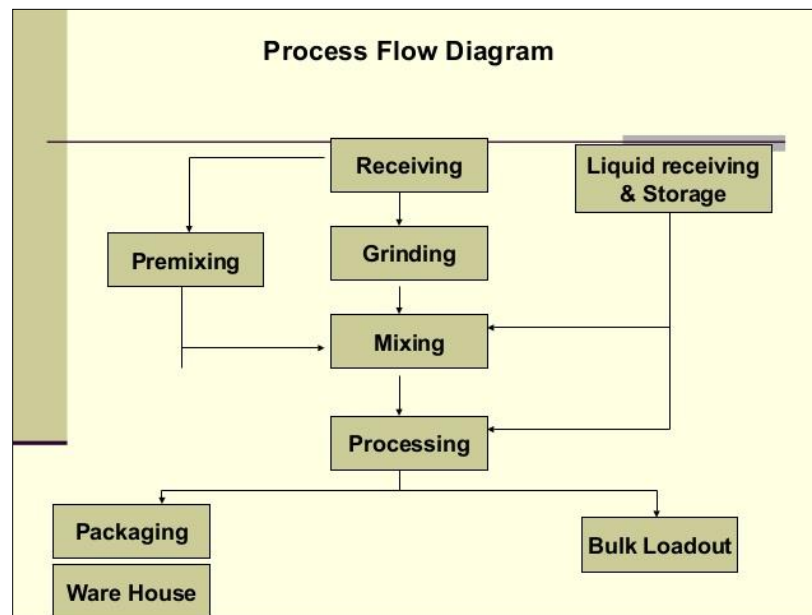 Process Flow Diagram
Receiving
Liquid receiving
& Storage
Premixing
Grinding
Mixing
Processing
Packaging
Bulk Loadout
Ware House